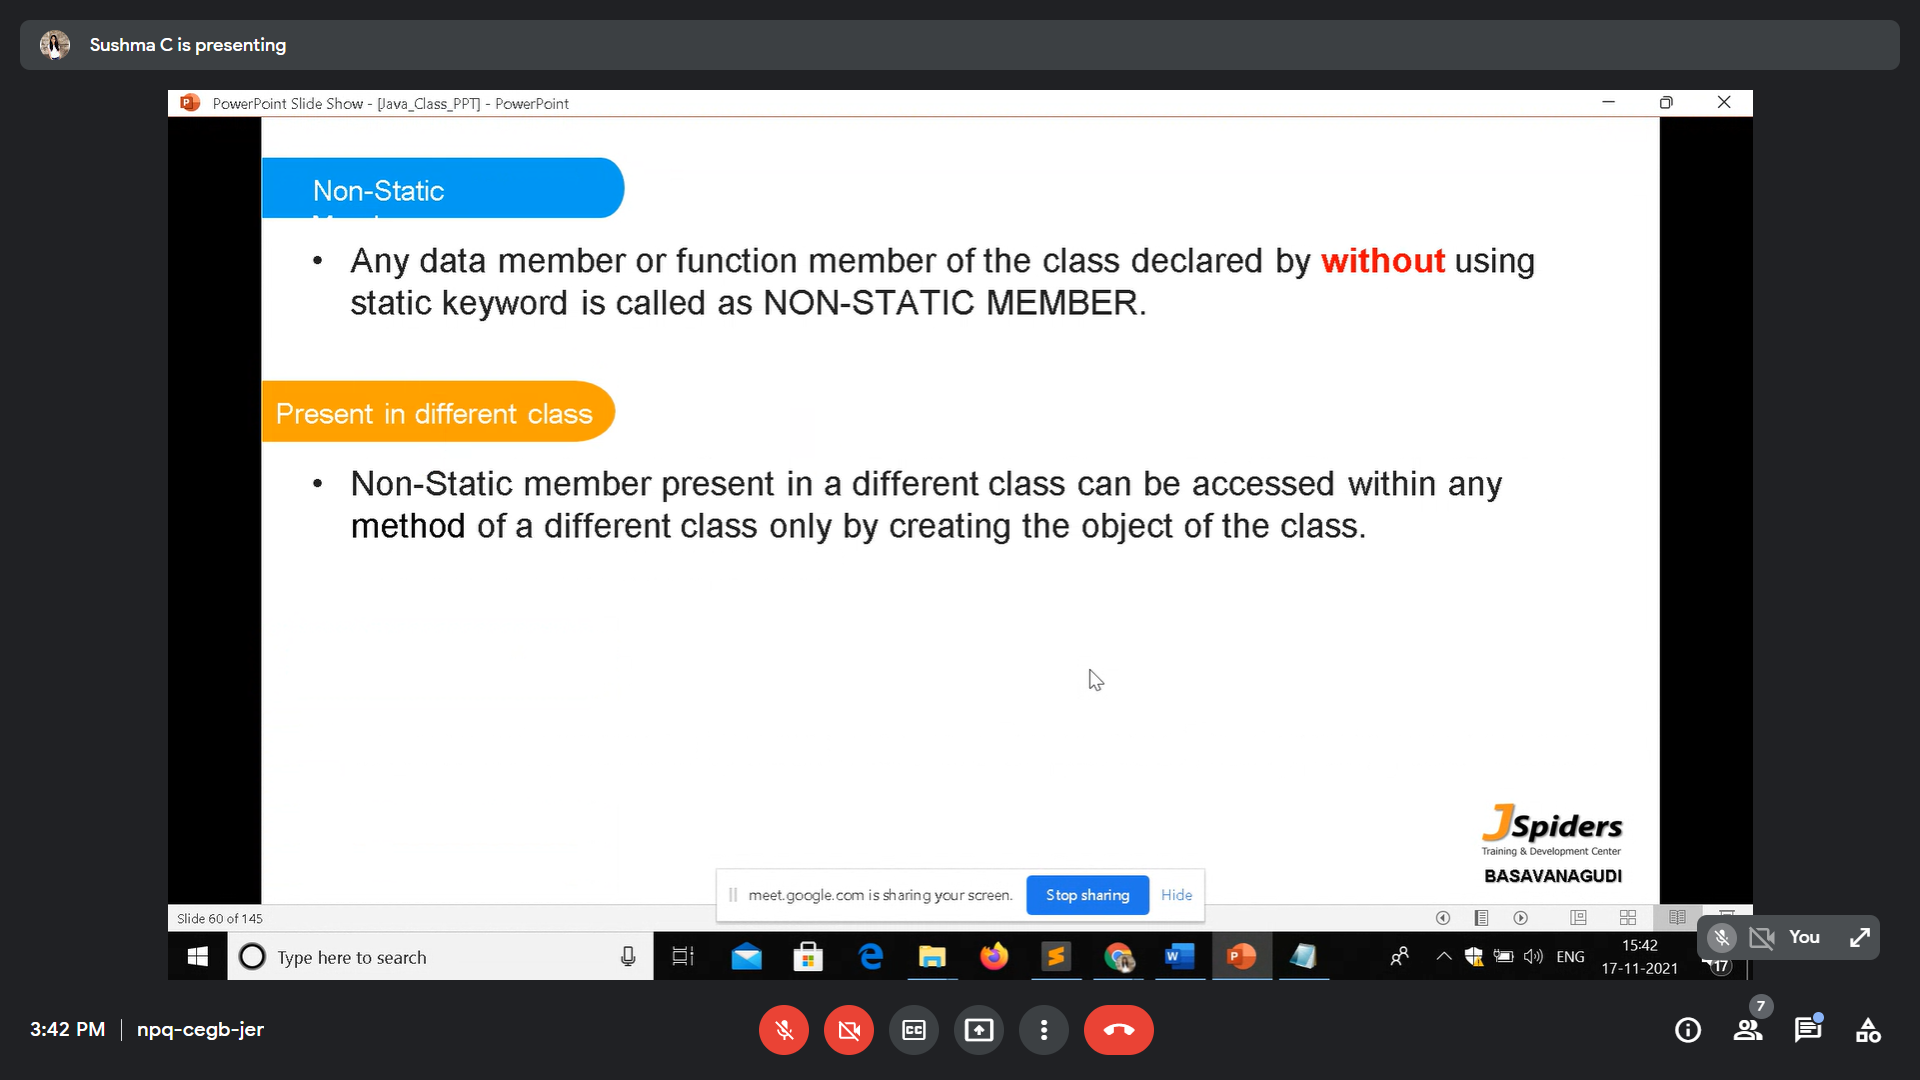 Sushma C is presenting
PowerPoint Slide Show - [Java_Class_PPT] - PowerPoint
Non-Static
• Any data member or function member of the class declared by without using
static keyword is called as NON-STATIC MEMBER.
Present in different class
• Non-Static member present in a different class can be accessed within any
method of a different class only by creating the object of the class.
JSpiders
Training & Development Center
BASAVANAGUDI
meet.google.com is sharing your screen.
Stop sharing
Hide
Slide 60 of 145
Type here to search
ENG
15:42
17-11-2021
17
You
3:42 PM
npq-cegb-jer
CC
7